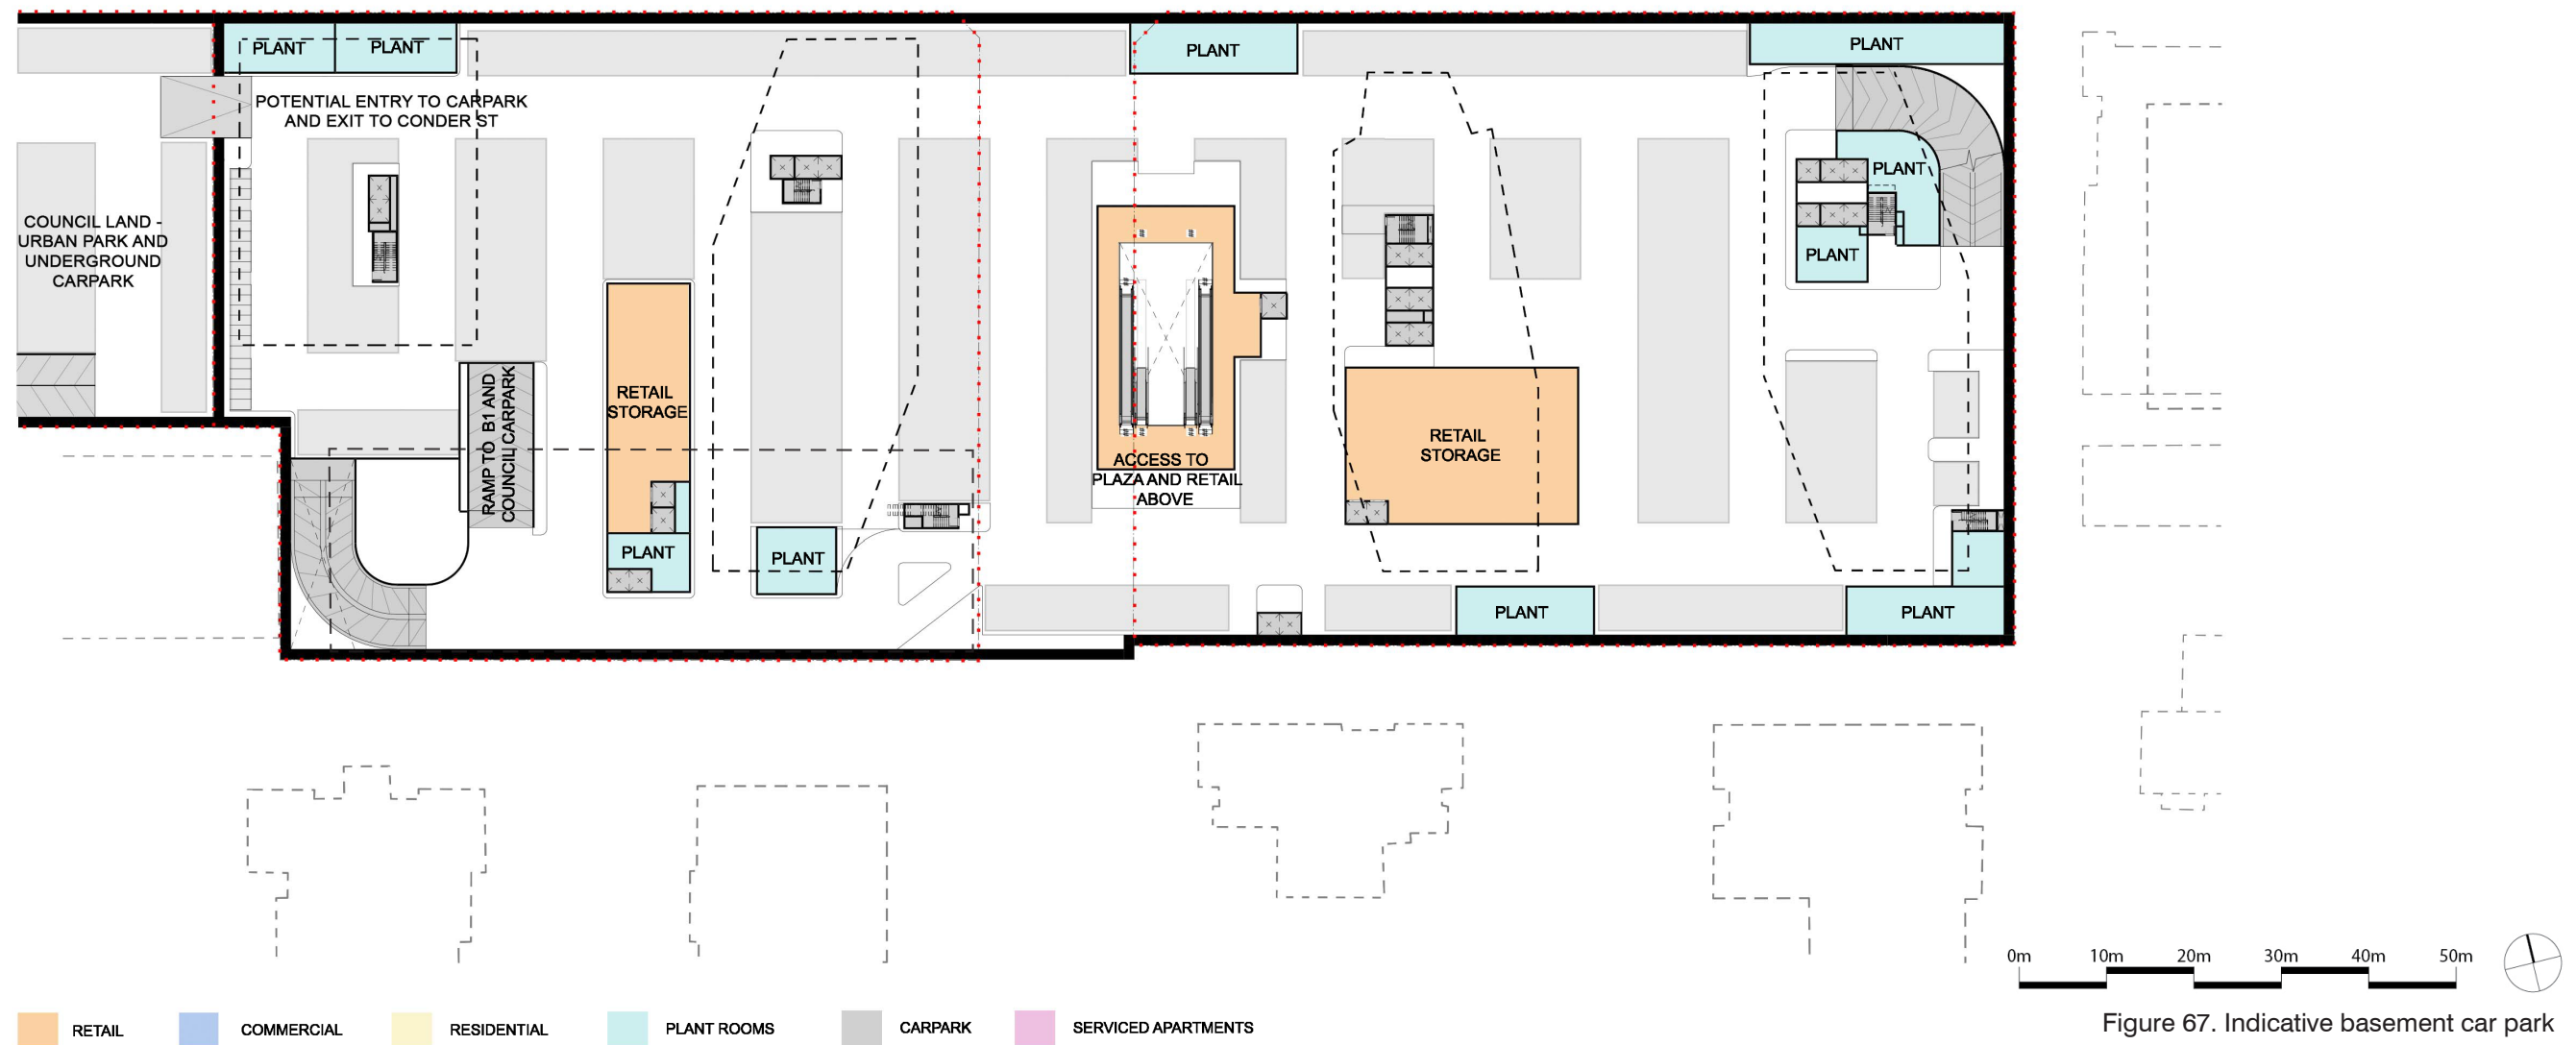 PLANT
PLANT
PLANT
PLANT
POTENTIAL ENTRY TO CARPARK
AND EXIT TO CONDER ST
COUNCIL LAND -
URBAN PARK AND
UNDERGROUND
CARPARK
PLANT
PLANT
RAMP TO B1 AND
COUNCIL CARPARK
RETAIL
STORAGE
PLANT
PLANT
ACCESS TO
PLAZA AND RETAIL
ABOVE
RETAIL
STORAGE
PLANT
PLANT
0m 10m 20m 30m 40m 50m
RETAIL
COMMERCIAL
RESIDENTIAL
PLANT ROOMS
CARPARK
SERVICED APARTMENTS
Figure 67. Indicative basement car park